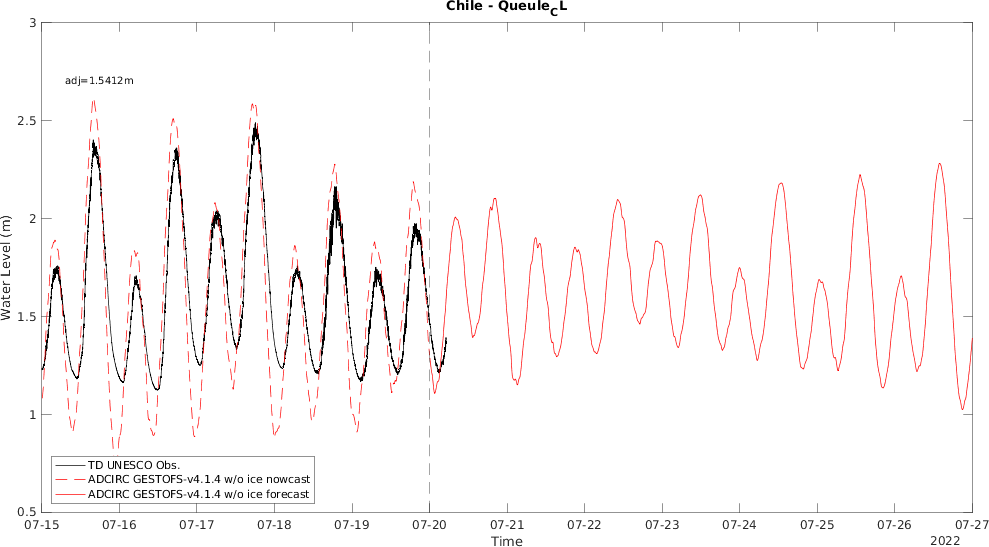 Chile - Queule_CL
adj=1.5412m
Water Level (m)
3
2.5
2
1.5
1
0.5
TD UNESCO Obs.
ADCIRC GESTOFS-v4.1.4 w/o ice nowcast
ADCIRC GESTOFS-v4.1.4 w/o ice forecast
07-15 07-16 07-17 07-18 07-19 07-20 07-21 07-22 07-23 07-24 07-25 07-26 07-27
Time
2022